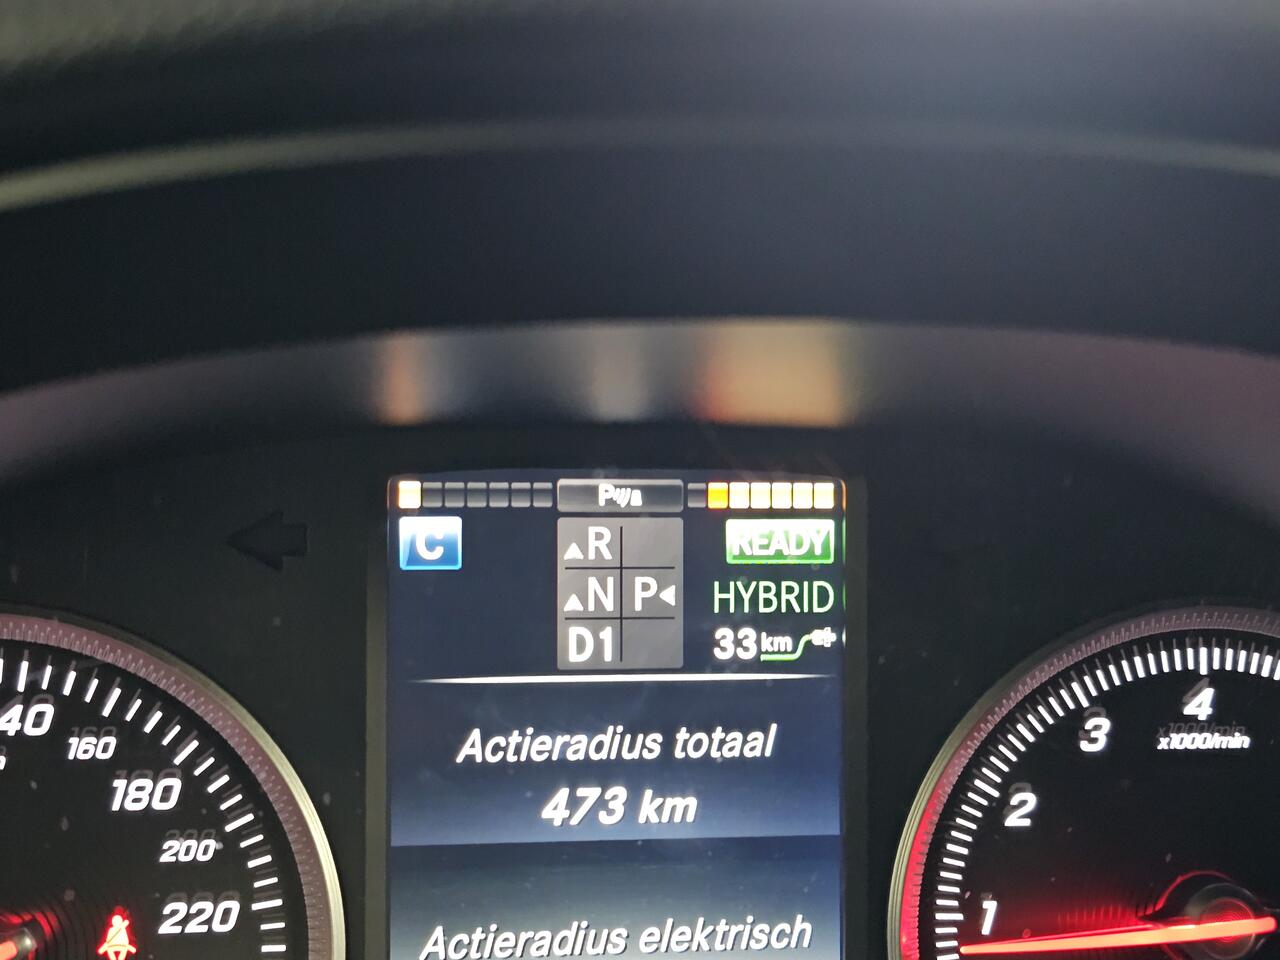 P
C
R
READY
N
P
HYBRID
D1
33 km
Actieradius totaal
473 km
Actieradius elektrisch
160
180
200
220
1
2
3
4
x1000/min